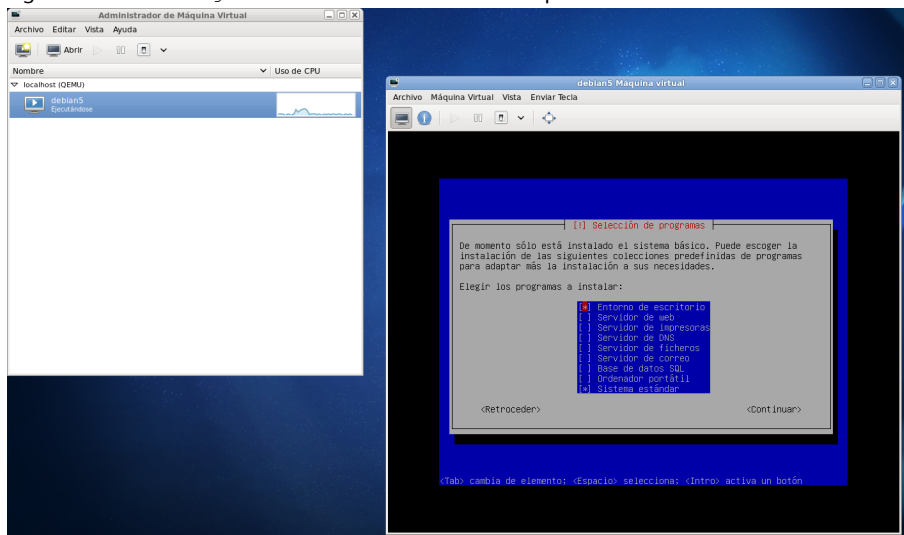 Administrador de Máquina Virtual
Archivo Editar Vista Ayuda
Abrir
Nombre
Uso de CPU
localhost (QEMU)
debian5
Ejecutándose
debian5 Máquina virtual
Archivo Máquina Virtual Vista Enviar Tecla
[!] Selección de programas
De momento sólo está instalado el sistema básico. Puede escoger la
instalación de las siguientes colecciones predefinidas de programas
para adaptar más la instalación a sus necesidades.
Elegir los programas a instalar:
[*] Entorno de escritorio
[ ] Servidor de web
[ ] Servidor de impresoras
[ ] Servidor de DNS
[ ] Servidor de ficheros
[ ] Servidor de correo
[ ] Base de datos SQL
[ ] Ordenador portátil
[*] Sistema estándar
<Retroceder> <Continuar>
<Tab> cambia de elemento; <Espacio> selecciona; <Intro> activa un botón